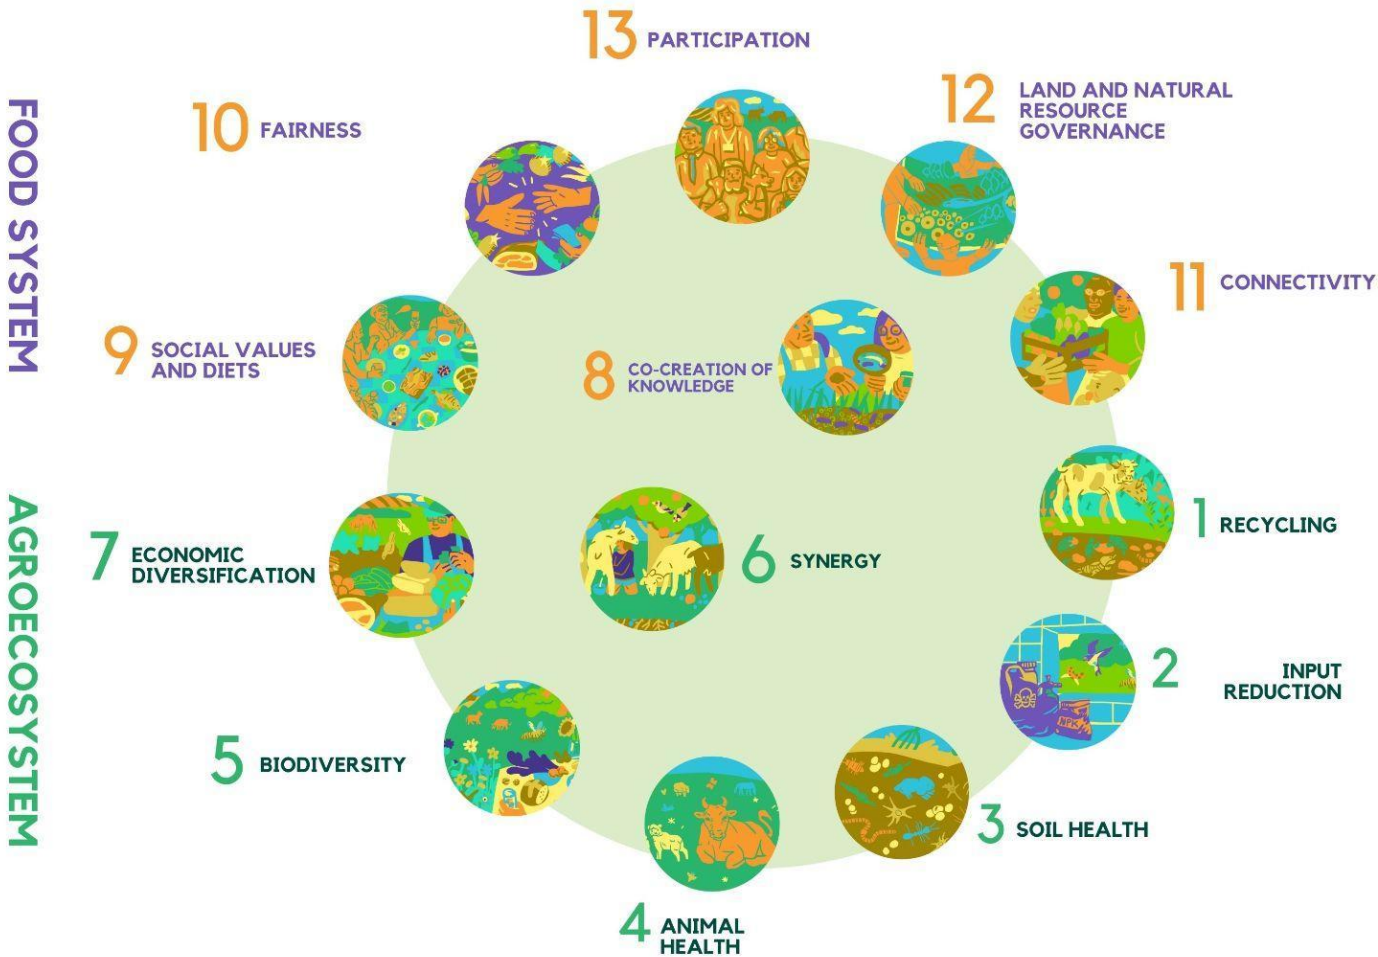 13 PARTICIPATION
12 LAND AND NATURAL
RESOURCE
GOVERNANCE
10 FAIRNESS
11 CONNECTIVITY
9 SOCIAL VALUES
AND DIETS
8 CO-CREATION OF
KNOWLEDGE
FOOD SYSTEM
1 RECYCLING
7 ECONOMIC
DIVERSIFICATION
6 SYNERGY
2 INPUT
REDUCTION
NPK
5 BIODIVERSITY
3 SOIL HEALTH
4 ANIMAL
HEALTH
AGROECOSYSTEM